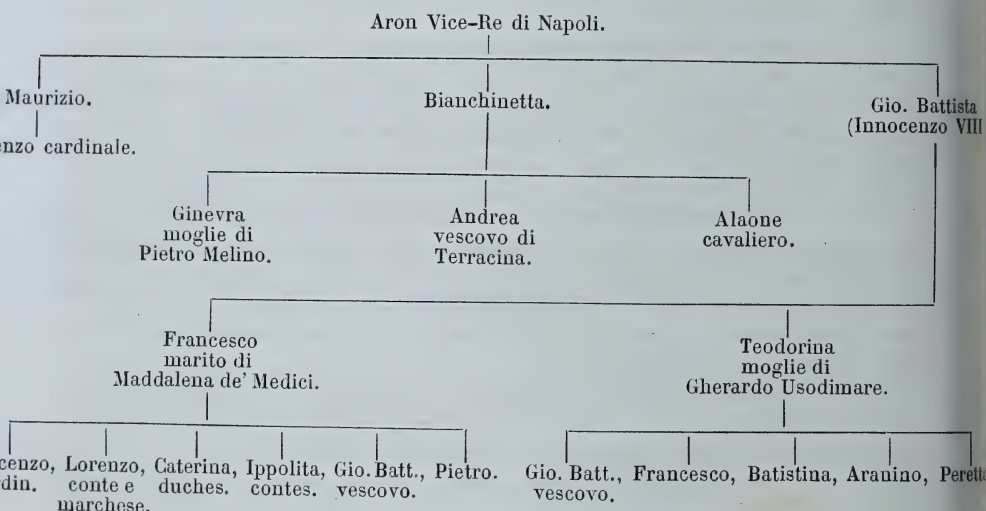 Aron Vice-Re di Napoli.
Maurizio.
Bianchinetta.
Gio. Battista
(Innocenzo VIII
enzo cardinale.
Ginevra
moglie di
Pietro Melino.
Andrea
vescovo di
Terracina.
Alaone
cavaliero.
Francesco
marito di
Maddalena de' Medici.
Teodorina
moglie di
Gherardo Usodimare.
cenzo, Lorenzo, Caterina, Ippolita, Gio. Batt., Pietro.
din. conte e duches. contes. vescovo.
marchese.
Gio. Batt., Francesco, Batistina, Aranino, Peretta
vescovo.